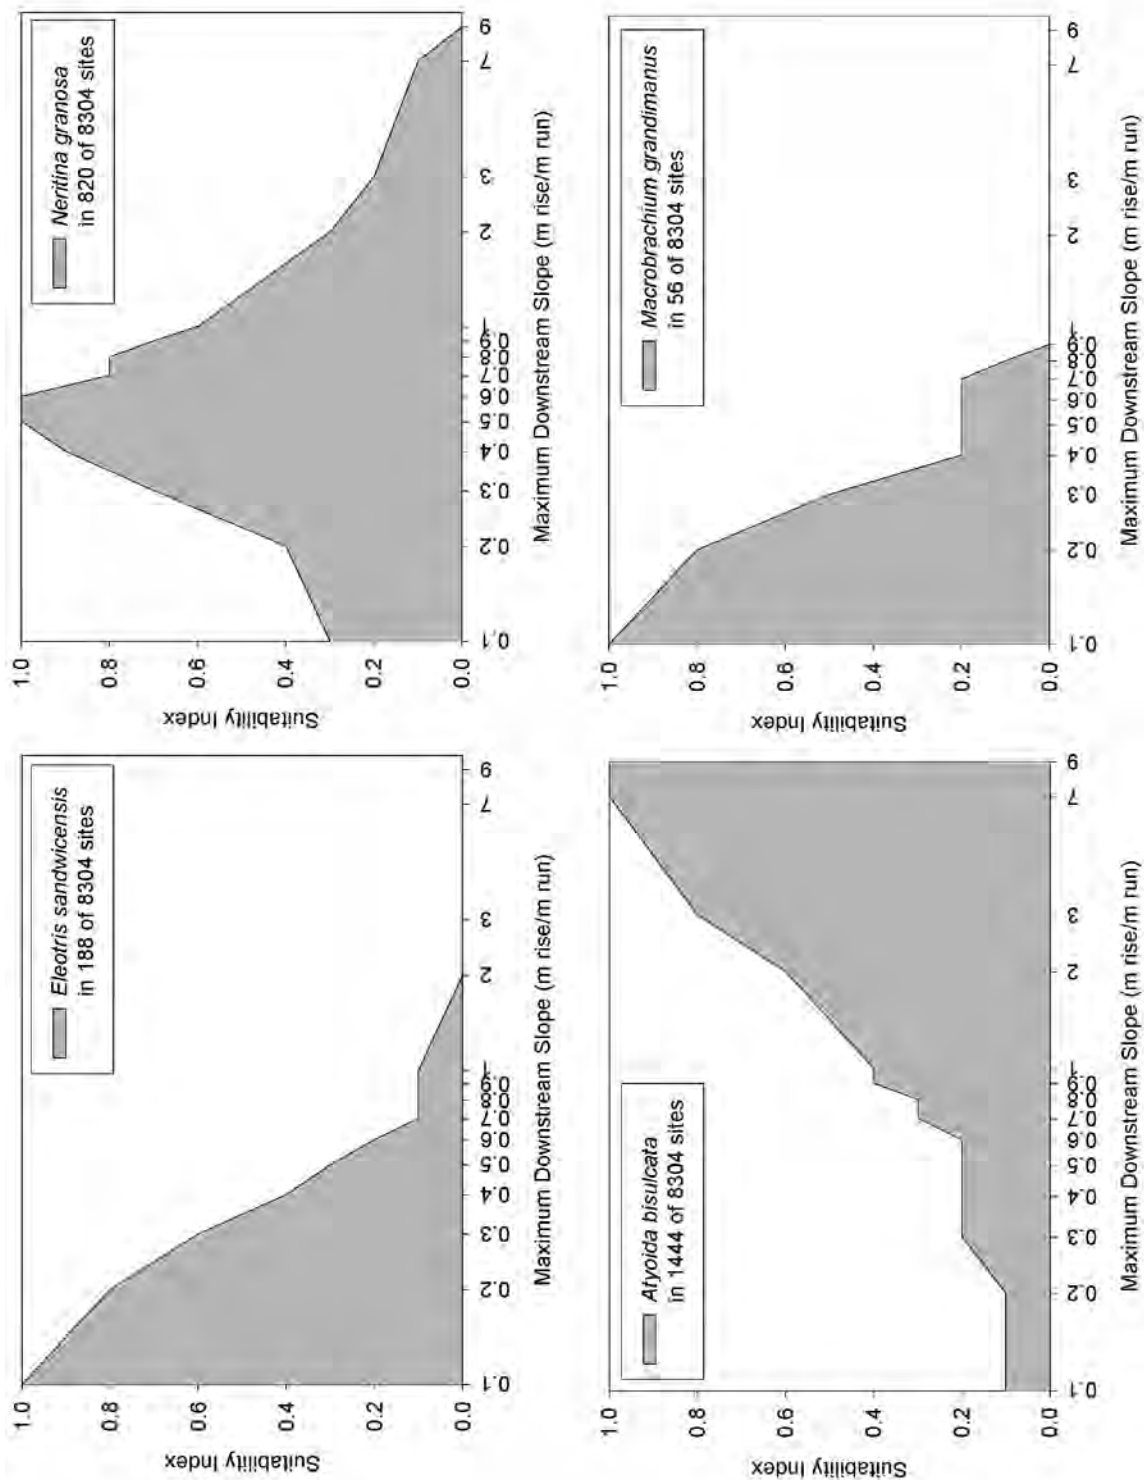 Eleotris sandwicensis
in 188 of 8304 sites
Suitability Index
1.0
0.8
0.6
0.4
0.2
0.0
0.1 0.2 0.3 0.4 0.5 0.6 0.7 0.8 0.9 1 2 3 7 9
Maximum Downstream Slope (m rise/m run)
Neritina granosa
in 820 of 8304 sites
Suitability Index
1.0
0.8
0.6
0.4
0.2
0.0
0.1 0.2 0.3 0.4 0.5 0.6 0.7 0.8 0.9 1 2 3 7 9
Maximum Downstream Slope (m rise/m run)
Atyoida bisulcata
in 1444 of 8304 sites
Suitability Index
1.0
0.8
0.6
0.4
0.2
0.0
0.1 0.2 0.3 0.4 0.5 0.6 0.7 0.8 0.9 1 2 3 7 9
Maximum Downstream Slope (m rise/m run)
Macrobrachium grandimanus
in 56 of 8304 sites
Suitability Index
1.0
0.8
0.6
0.4
0.2
0.0
0.1 0.2 0.3 0.4 0.5 0.6 0.7 0.8 0.9 1 2 3 7 9
Maximum Downstream Slope (m rise/m run)